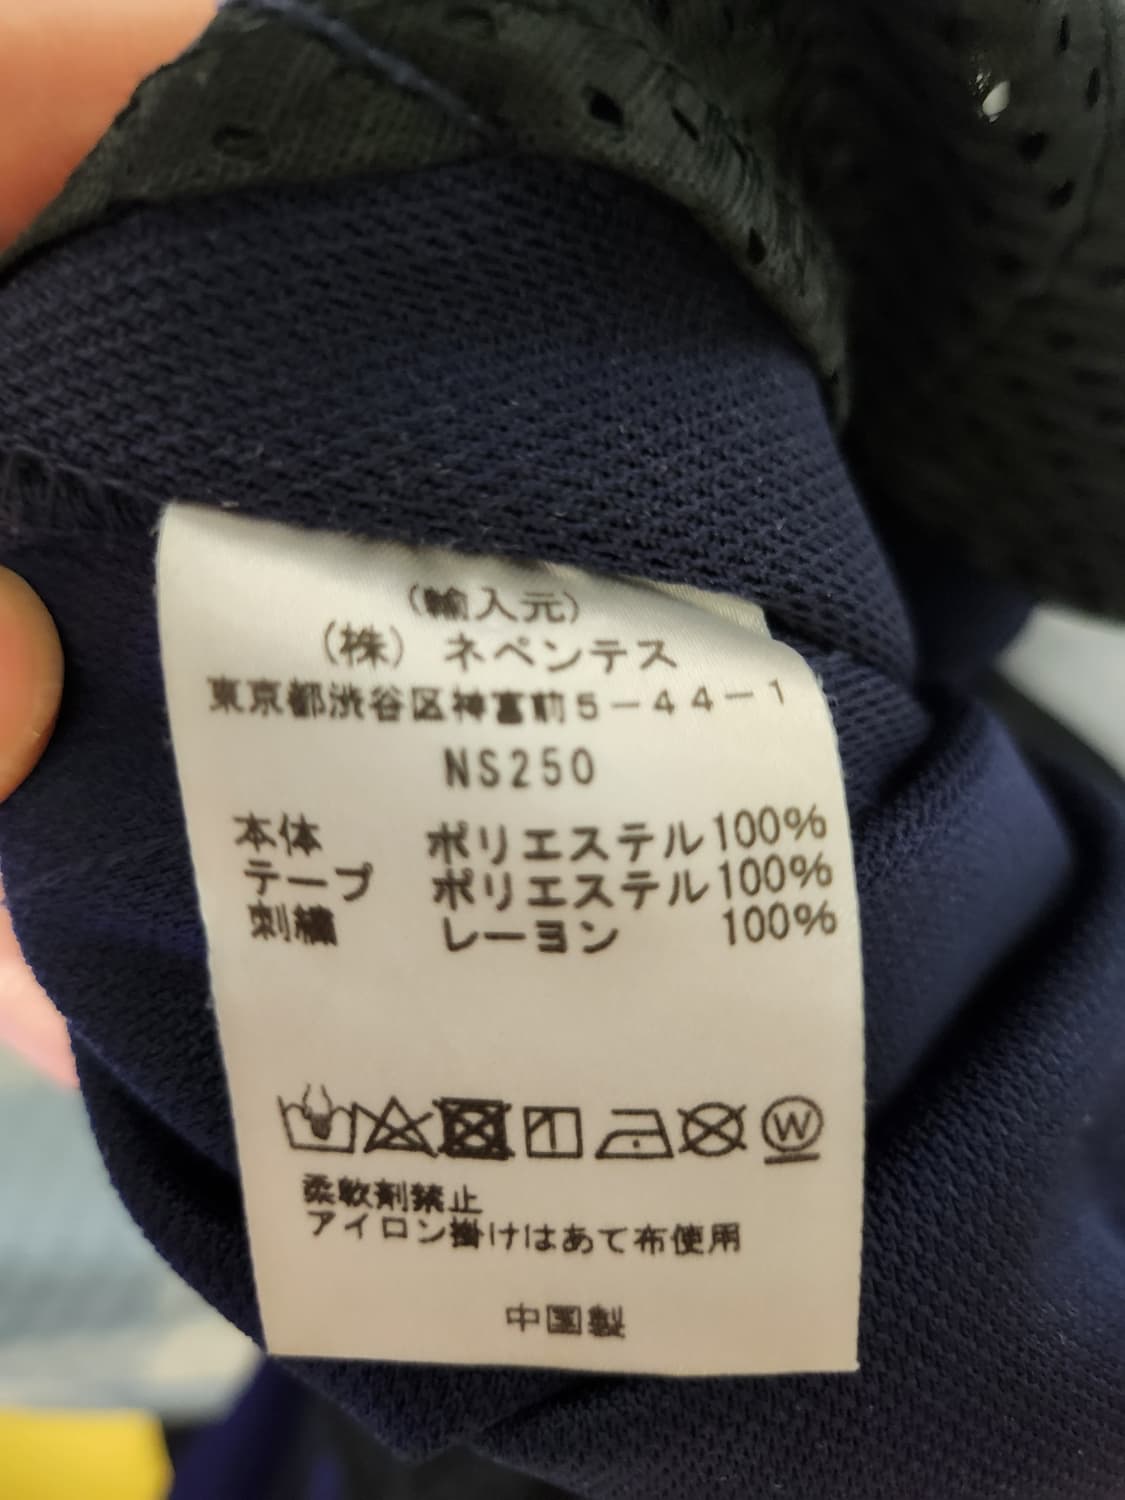 (輸入元)
(株) ネペンテス
東京都渋谷区神宮前5-44-1
NS250
本体 ポリエステル100%
テープ ポリエステル100%
刺繍 レーヨン 100%
W
柔軟剤禁止
アイロン掛けはあて布使用
中国製